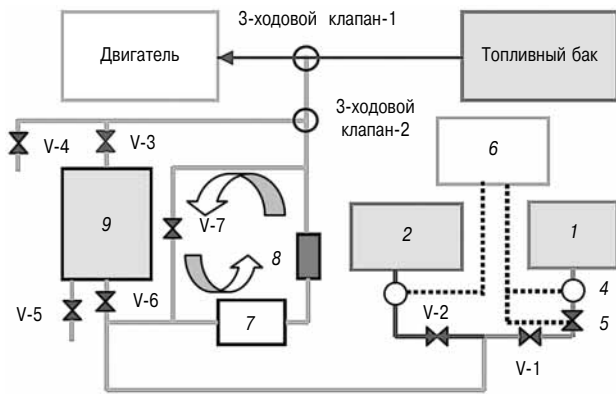 3-ходовой клапан-1
Двигатель
Топливный бак
3-ходовой
клапан-2
V-4
V-3
6
9
V-7
2
1
8
4
V-5
V-6
7
V-2
5
V-1